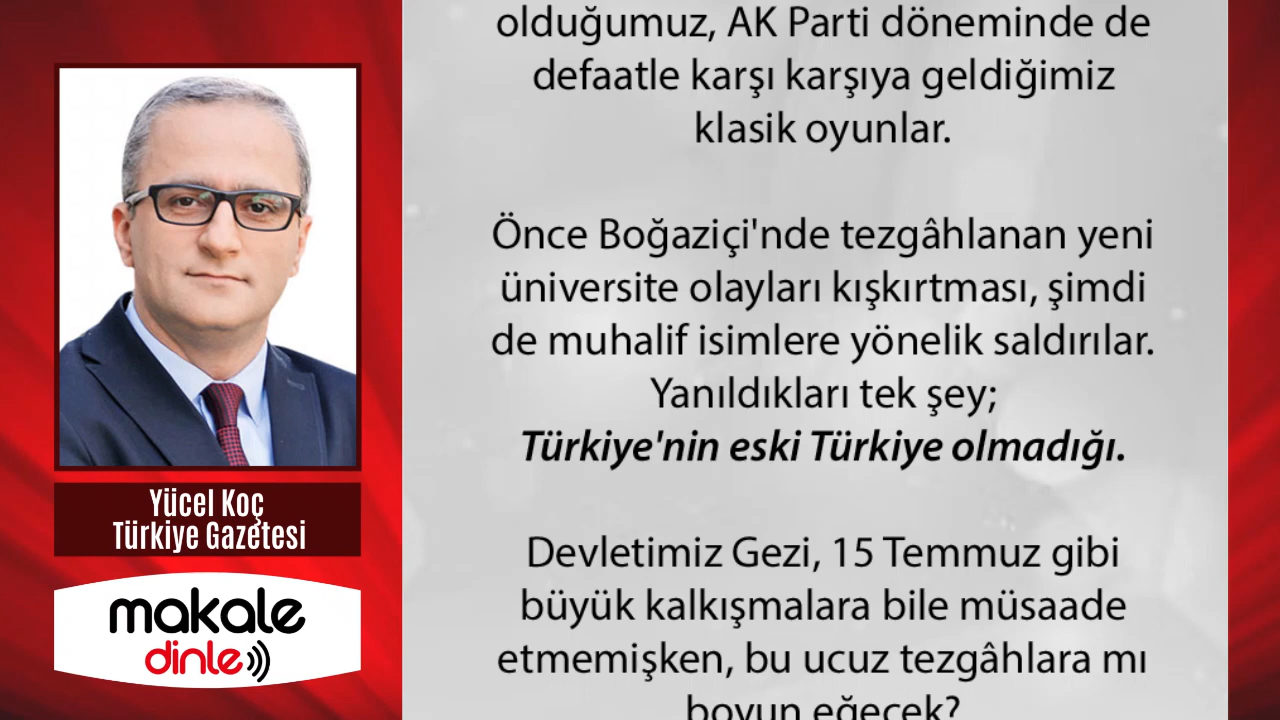 olduğumuz, AK Parti döneminde de
defaatle karşı karşıya geldiğimiz
klasik oyunlar.
Önce Boğaziçi'nde tezgâhlanan yeni
üniversite olayları kışkırtması, şimdi
de muhalif isimlere yönelik saldırılar.
Yanıldıkları tek şey;
Türkiye'nin eski Türkiye olmadığı.
Devletimiz Gezi, 15 Temmuz gibi
büyük kalkışmalara bile müsaade
etmemişken, bu ucuz tezgâhlara mı
boyun eğecek?
Yücel Koç
Türkiye Gazetesi
makale
dinle